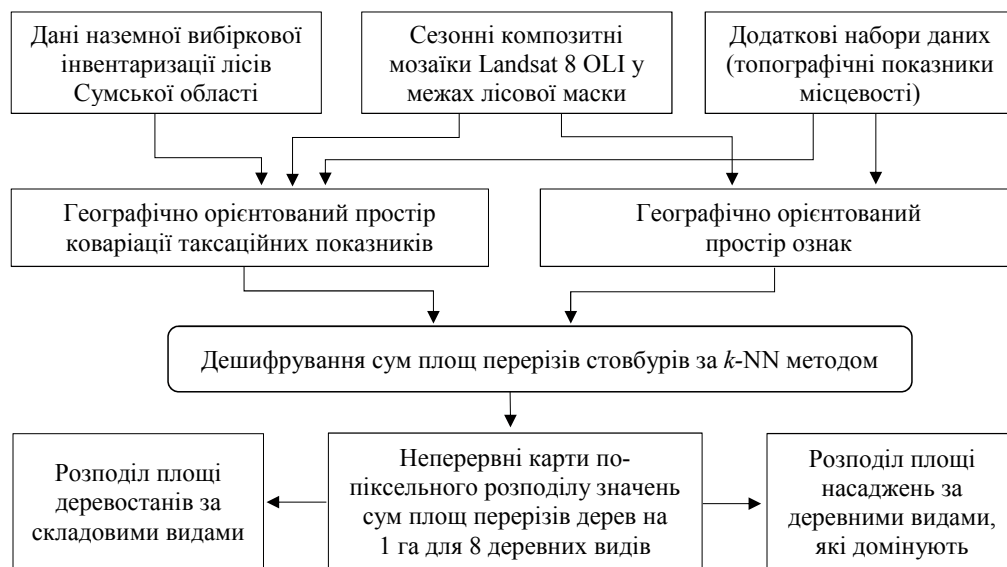 Дані наземної вибіркової
інвентаризації лісів
Сумської області
Сезонні композитні
мозаїки Landsat 8 OLI у
межах лісової маски
Додаткові набори даних
(топографічні показники
місцевості)
Географічно орієнтований простір
коваріації таксаційних показників
Географічно орієнтований
простір ознак
Дешифрування сум площ перерізів стовбурів за k-NN методом
Розподіл площі
деревостанів за
складовими видами
Неперервні карти по-
піксельного розподілу значень
сум площ перерізів дерев на
1 га для 8 деревних видів
Розподіл площі
насаджень за
деревними видами,
які домінують